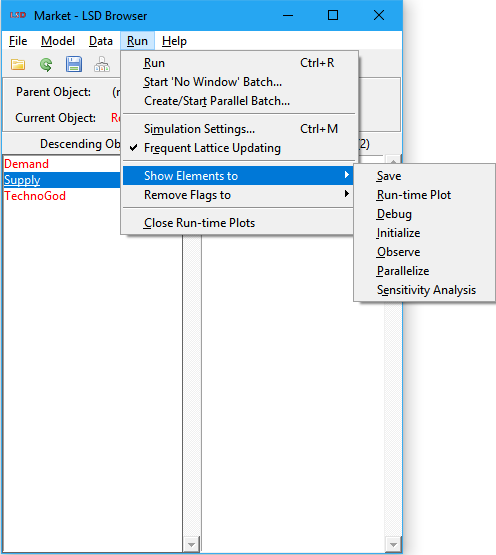 LSD Market - LSD Browser
File Model Data Run Help
Run Ctrl+R
Start 'No Window' Batch...
Parent Object: (
Create/Start Parallel Batch...
Current Object:
Simulation Settings... Ctrl+M
Descending Ob 2)
Frequent Lattice Updating
Demand
Show Elements to
Save
Supply
Remove Flags to
Run-time Plot
TechnoGod
Debug
Close Run-time Plots
Initialize
Observe
Parallelize
Sensitivity Analysis